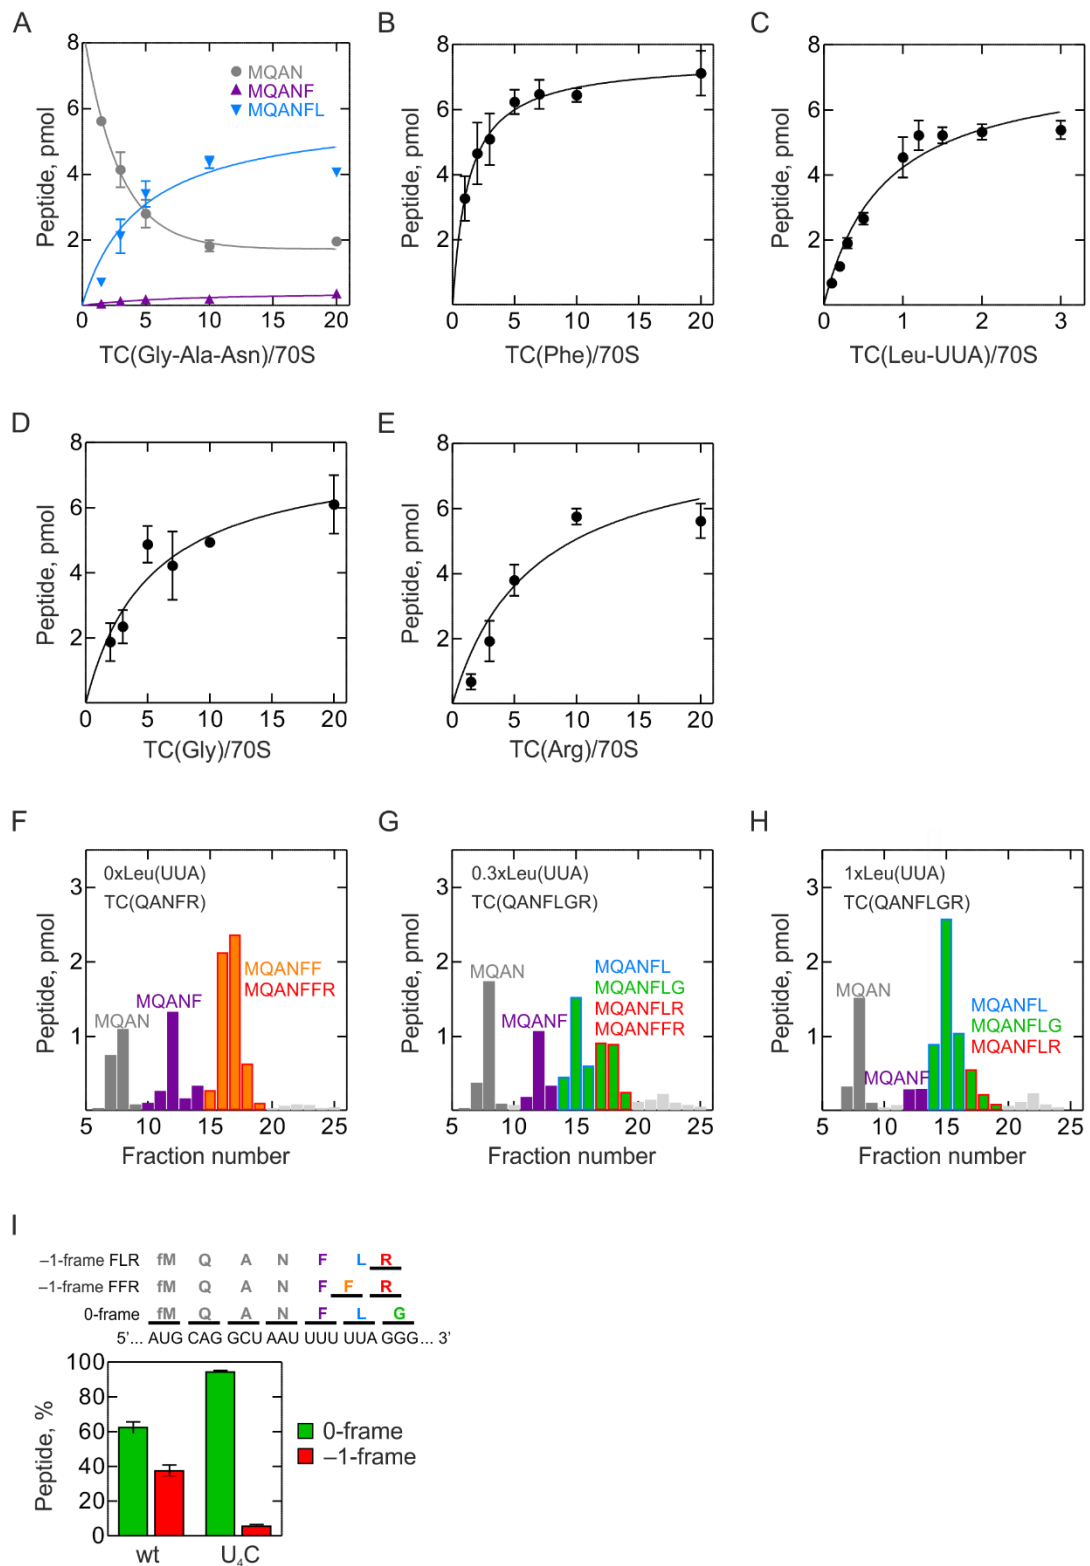 A
8
6
4
2
Peptide, pmol
MQAN
MQANF
MQANFL
0 5 10 15 20
TC(Gly-Ala-Asn)/70S
B
8
6
4
2
Peptide, pmol
0 5 10 15 20
TC(Phe)/70S
C
8
6
4
2
Peptide, pmol
0 1 2 3
TC(Leu-UUA)/70S
D
8
6
4
2
Peptide, pmol
0 5 10 15 20
TC(Gly)/70S
E
8
6
4
2
Peptide, pmol
0 5 10 15 20
TC(Arg)/70S
F
3
2
1
Peptide, pmol
0xLeu(UUA)
TC(QANFR)
MQAN
MQANF
MQANFF
MQANFFR
5 10 15 20 25
Fraction number
G
3
2
1
Peptide, pmol
0.3xLeu(UUA)
TC(QANFLGR)
MQAN
MQANF
MQANFL
MQANFLG
MQANFLR
MQANFFR
5 10 15 20 25
Fraction number
H
3
2
1
Peptide, pmol
1xLeu(UUA)
TC(QANFLGR)
MQAN
MQANF
MQANFL
MQANFLG
MQANFLR
5 10 15 20 25
Fraction number
I
–1-frame FLR fM Q A N F L R
–1-frame FFR fM Q A N F F R
0-frame fM Q A N F L G
5'... AUG CAG GCU AAU UUU UUA GGG... 3'
100
80
60
40
20
0
Peptide, %
0-frame
–1-frame
wt U₄C